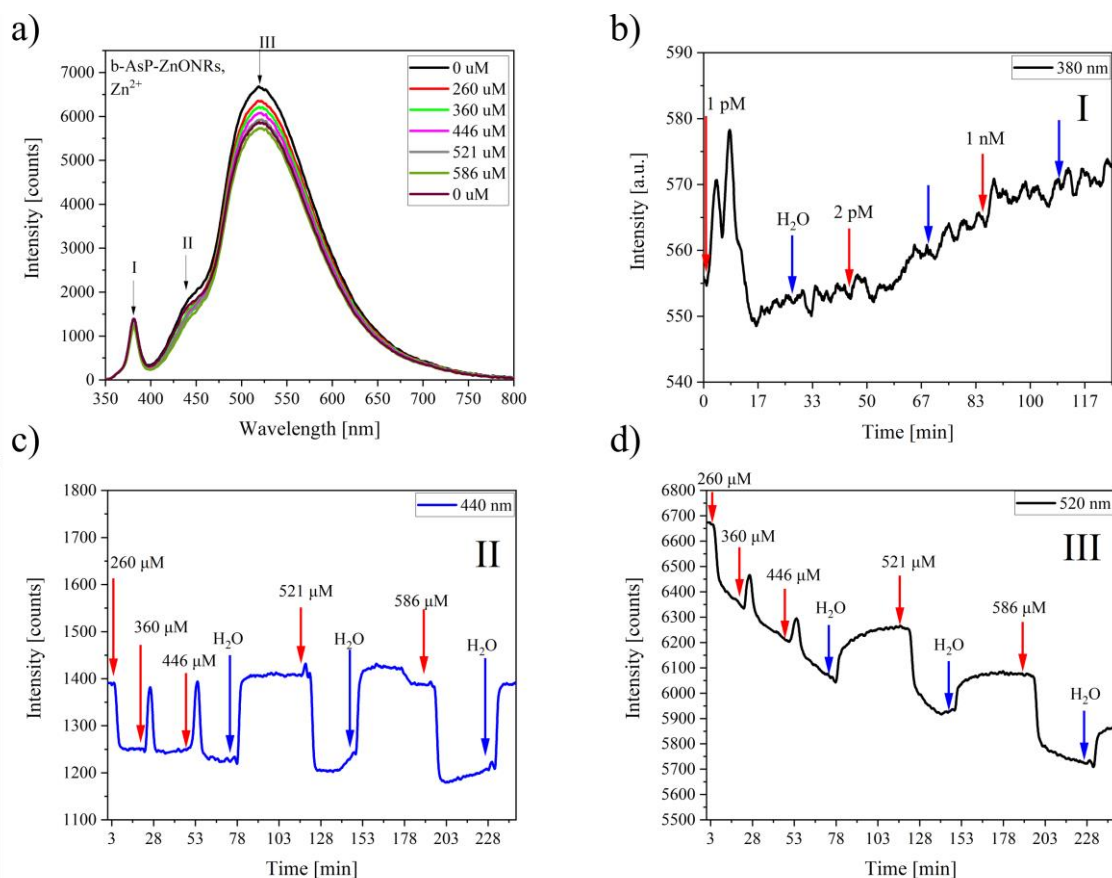 a)
b-AsP-ZnONRs,
Zn²⁺
I
II
III
0 uM
260 uM
360 uM
446 uM
521 uM
586 uM
0 uM
Intensity [counts]
7000
6000
5000
4000
3000
2000
1000
0
350 400 450 500 550 600 650 700 750 800
Wavelength [nm]
b)
380 nm
I
1 pM
H₂O
2 pM
1 nM
Intensity [a.u.]
590
580
570
560
550
540
0 17 33 50 67 83 100 117
Time [min]
c)
440 nm
II
260 μM
360 μM
446 μM
H₂O
521 μM
H₂O
586 μM
H₂O
Intensity [counts]
1800
1700
1600
1500
1400
1300
1200
1100
3 28 53 78 103 128 153 178 203 228
Time [min]
d)
520 nm
III
260 μM
360 μM
446 μM
H₂O
521 μM
H₂O
586 μM
H₂O
Intensity [counts]
6800
6700
6600
6500
6400
6300
6200
6100
6000
5900
5800
5700
5600
5500
3 28 53 78 103 128 153 178 203 228
Time [min]